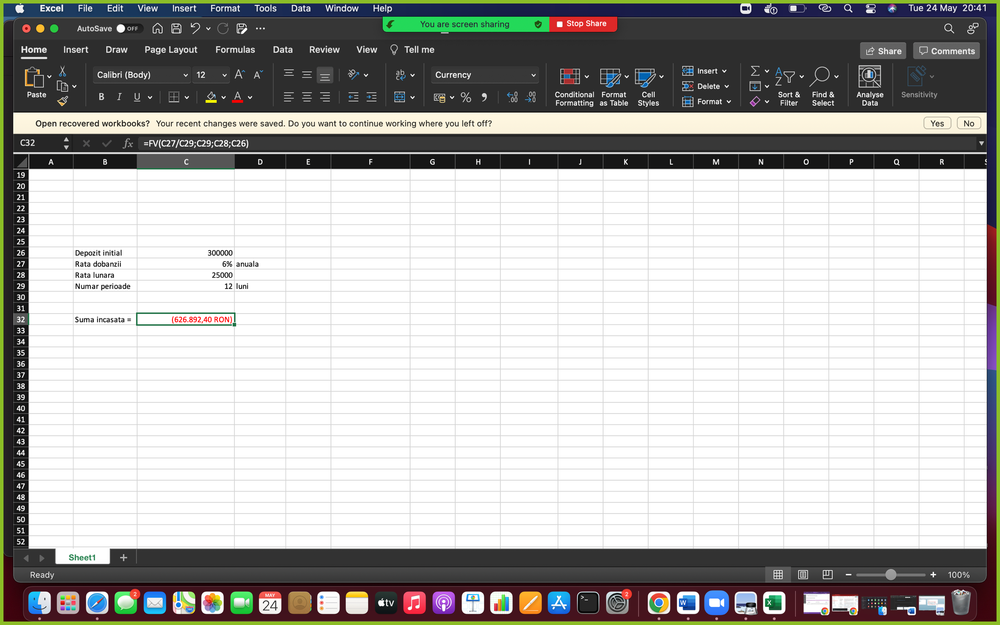 Excel File Edit View Insert Format Tools Data Window Help Tue 24 May 20:41
AutoSave OFF You are screen sharing Stop Share
Home Insert Draw Page Layout Formulas Data Review View Tell me Share Comments
Paste Calibri (Body) 12 Currency Conditional Formatting Format as Table Cell Styles Insert Delete Format Sort & Filter Find & Select Analyse Data Sensitivity
Open recovered workbooks? Your recent changes were saved. Do you want to continue working where you left off? Yes No
C32 fx =FV(C27/C29;C29;C28;C26)
A B C D E F G H I J K L M N O P Q R S
19
20
21
22
23
24
25
26 Depozit initial 300000
27 Rata dobanzii 6% anuala
28 Rata lunara 25000
29 Numar perioade 12 luni
30
31
32 Suma incasata = (626.892,40 RON)
33
34
35
36
37
38
39
40
41
42
43
44
45
46
47
48
49
50
51
52
Sheet1 +
Ready 100%
2 280 MAY 24 tv 2